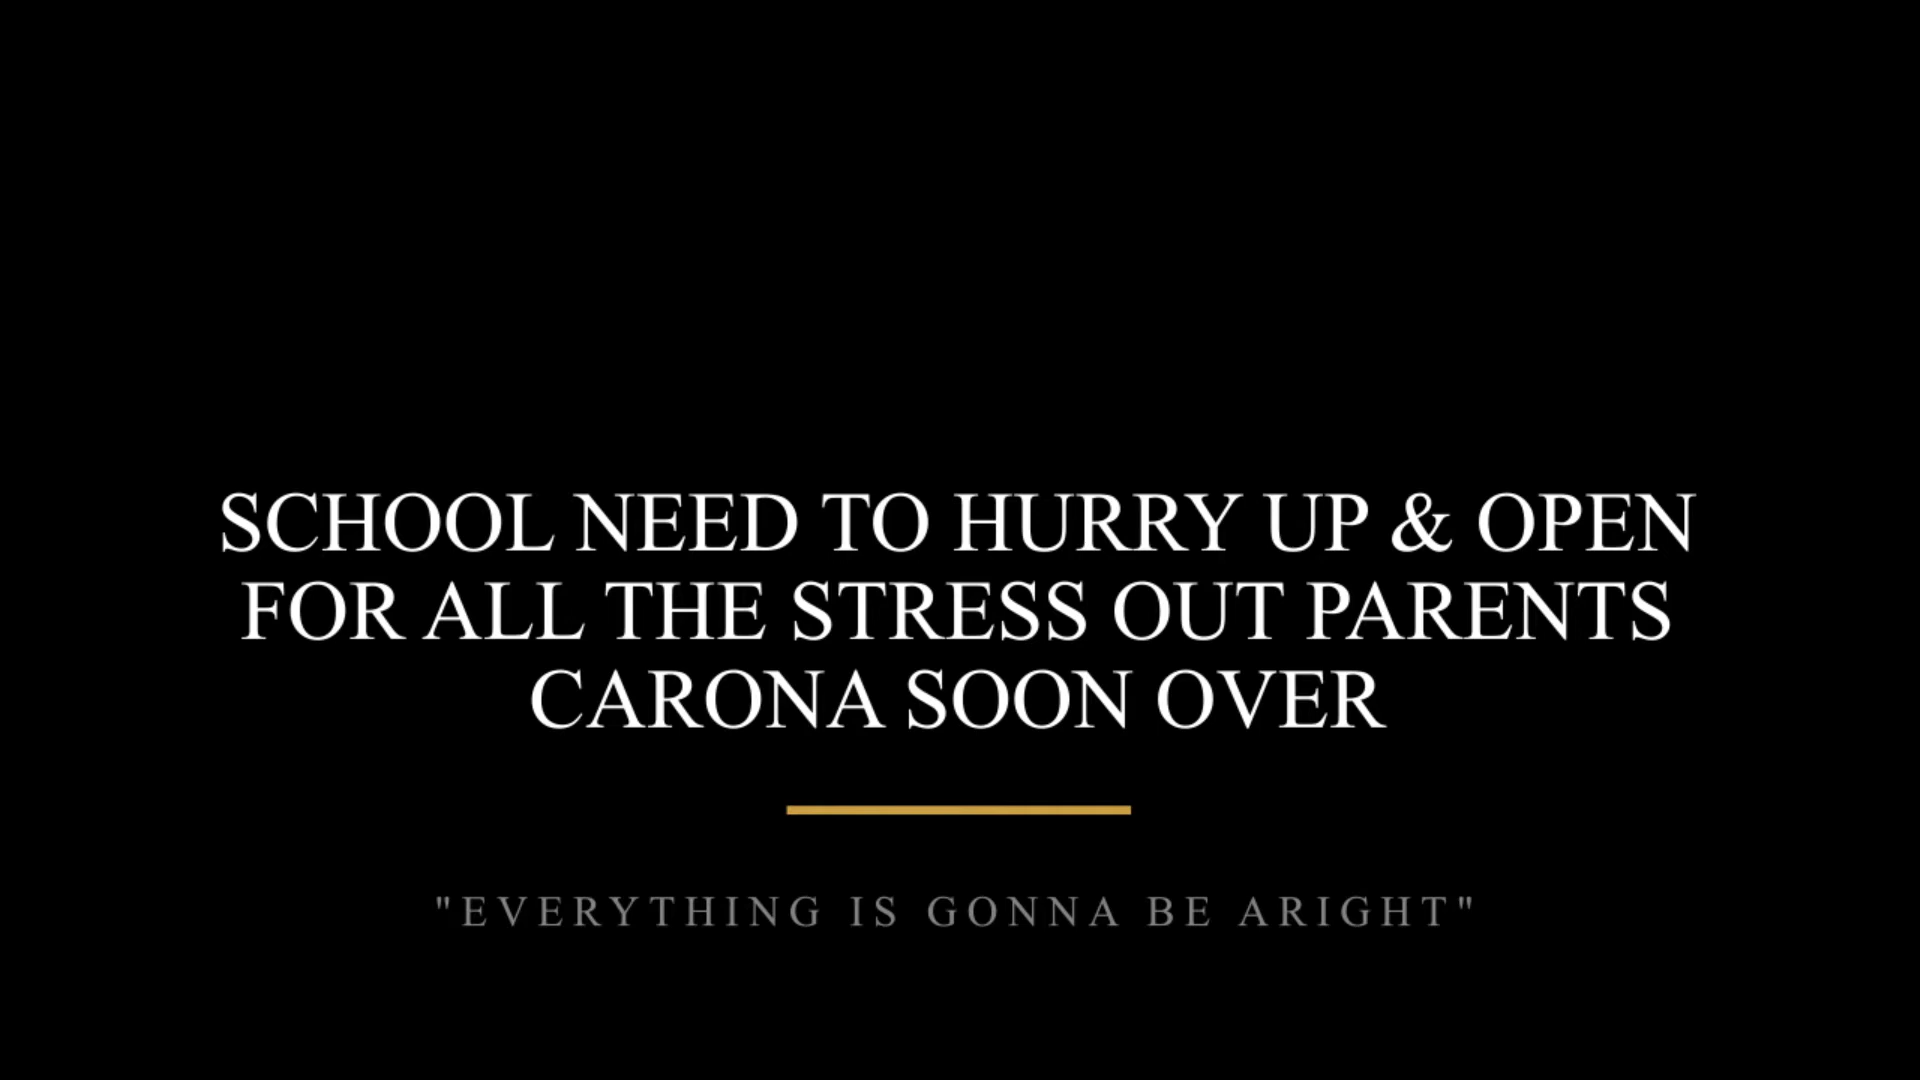 SCHOOL NEED TO HURRY UP & OPEN
FOR ALL THE STRESS OUT PARENTS
CARONA SOON OVER
"EVERYTHING IS GONNA BE ARIGHT"